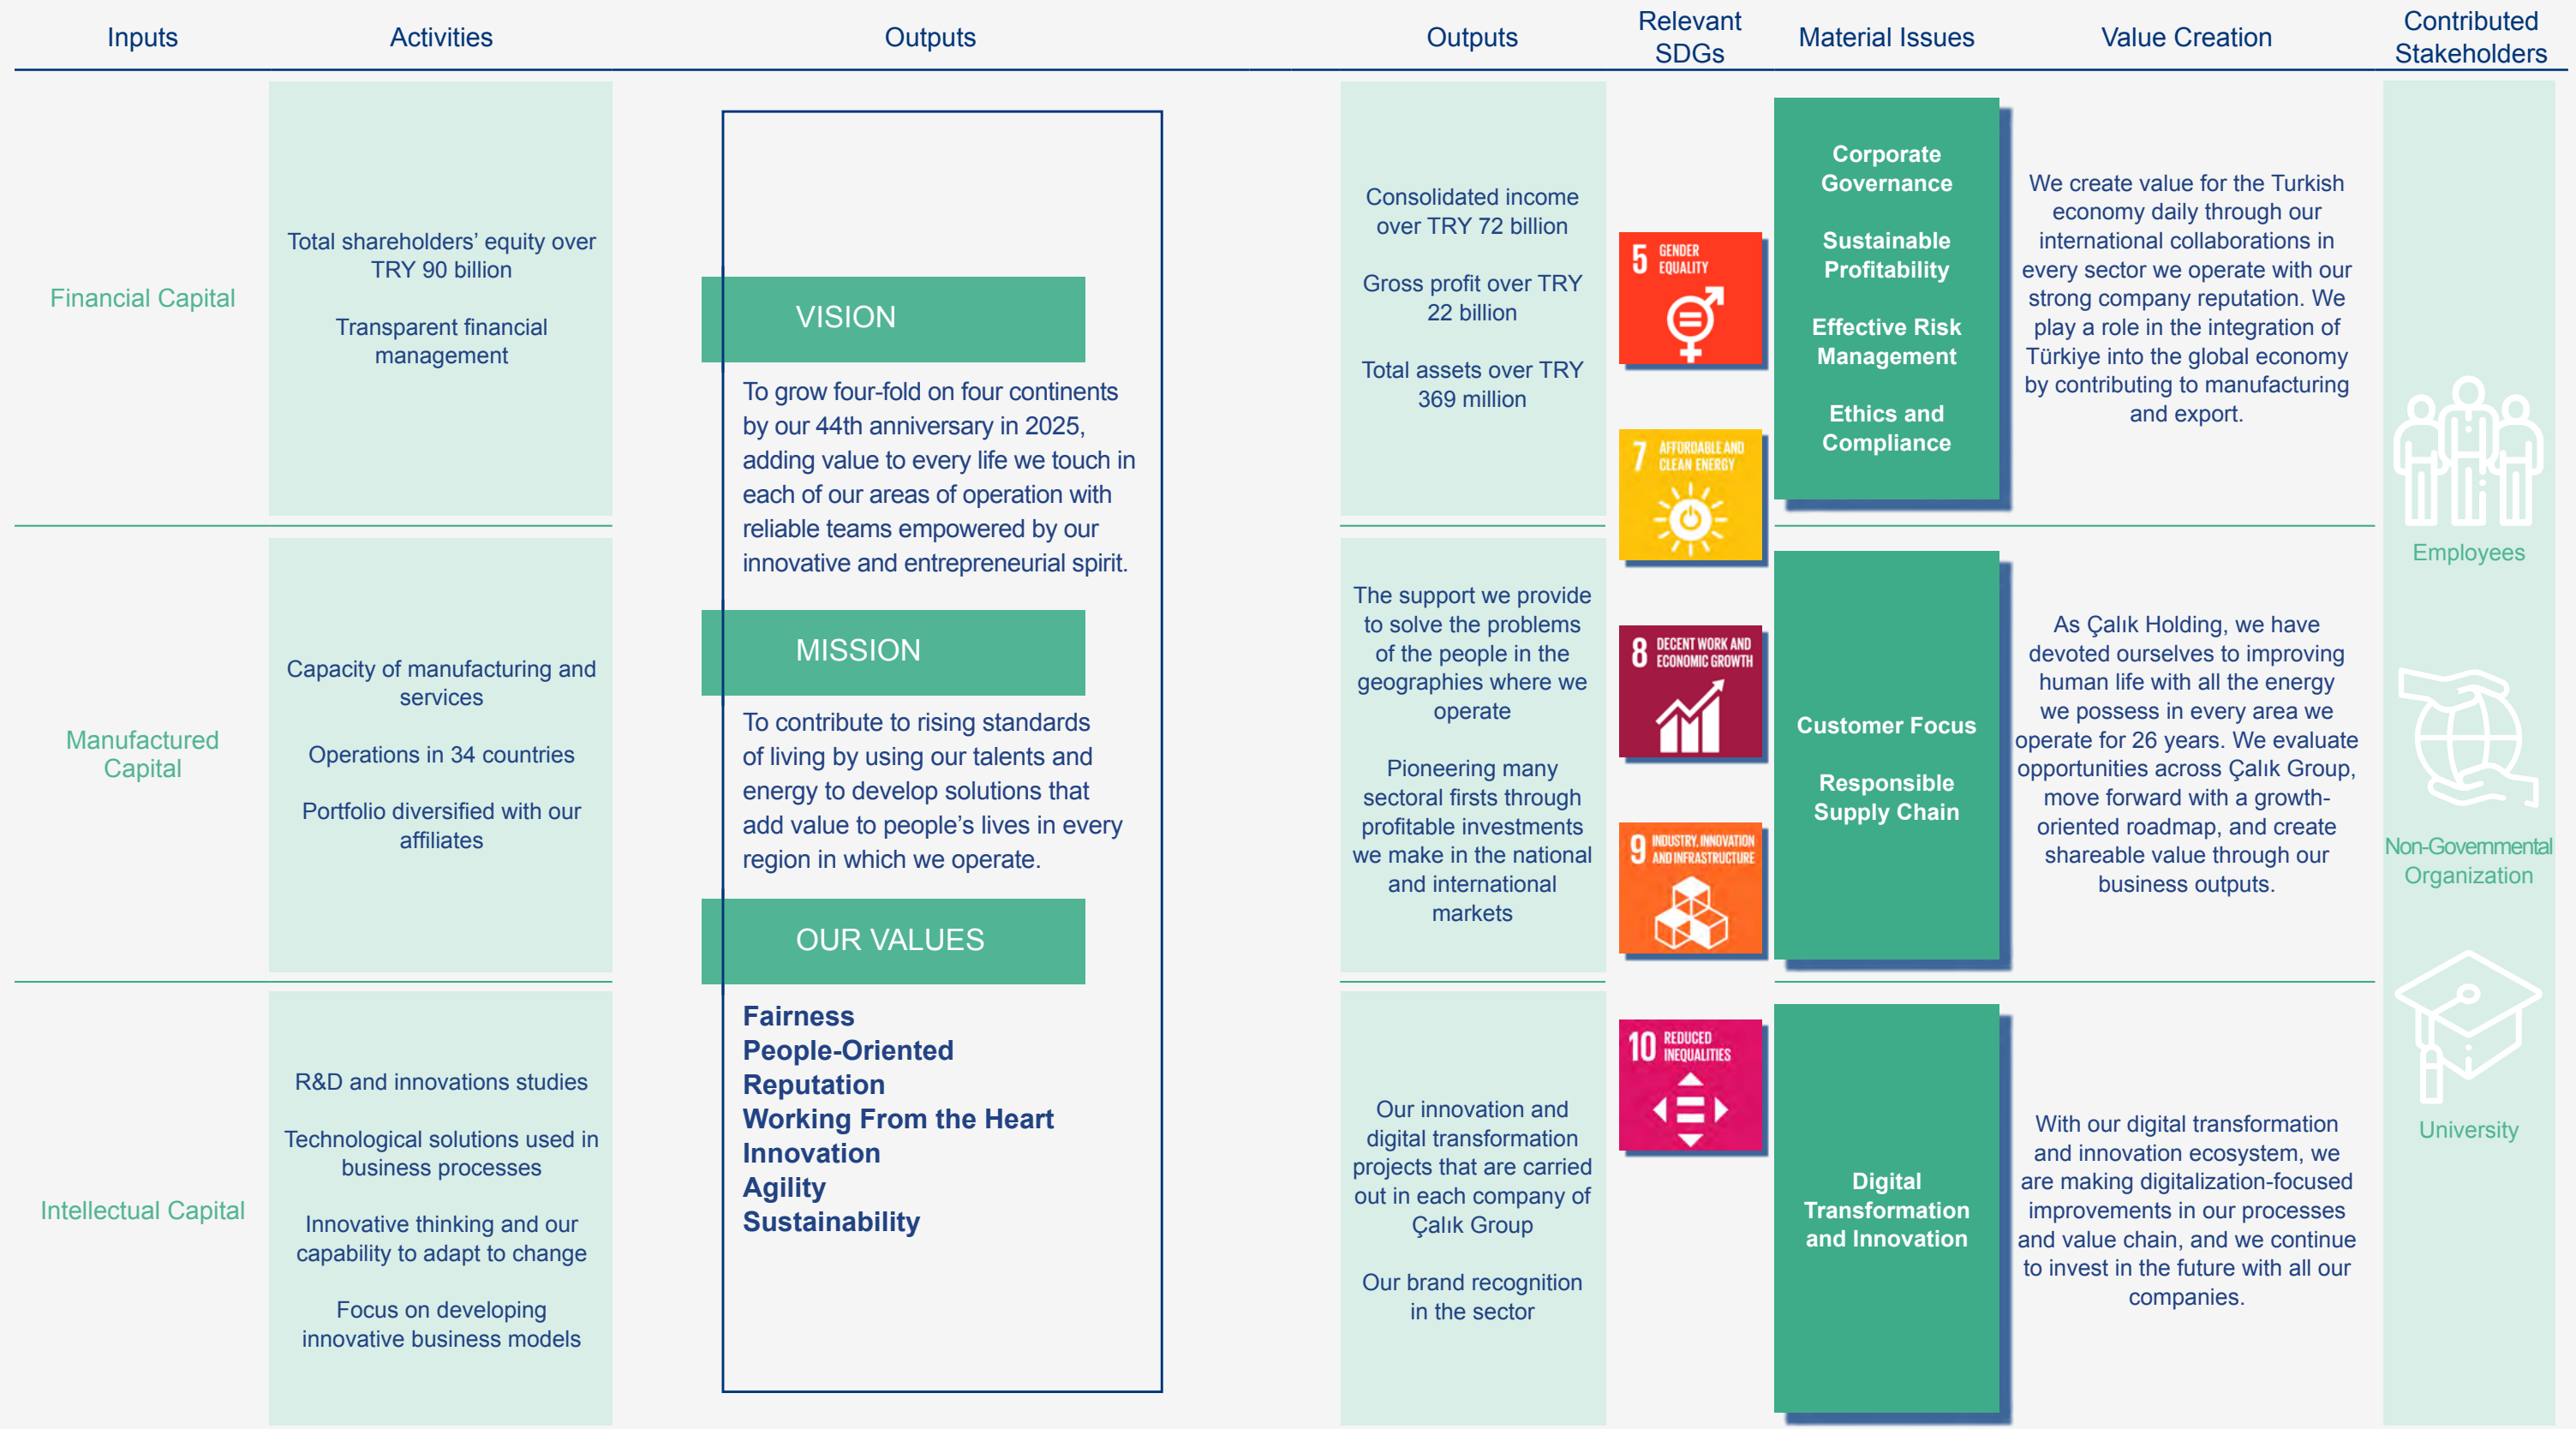 Inputs
Activities
Outputs
Outputs
Relevant
SDGs
Material Issues
Value Creation
Contributed
Stakeholders
Financial Capital
Total shareholders’ equity over
TRY 90 billion
Transparent financial
management
Manufactured
Capital
Capacity of manufacturing and
services
Operations in 34 countries
Portfolio diversified with our
affiliates
Intellectual Capital
R&D and innovations studies
Technological solutions used in
business processes
Innovative thinking and our
capability to adapt to change
Focus on developing
innovative business models
VISION
To grow four-fold on four continents
by our 44th anniversary in 2025,
adding value to every life we touch in
each of our areas of operation with
reliable teams empowered by our
innovative and entrepreneurial spirit.
MISSION
To contribute to rising standards
of living by using our talents and
energy to develop solutions that
add value to people’s lives in every
region in which we operate.
OUR VALUES
Fairness
People-Oriented
Reputation
Working From the Heart
Innovation
Agility
Sustainability
Consolidated income
over TRY 72 billion
Gross profit over TRY
22 billion
Total assets over TRY
369 million
The support we provide
to solve the problems
of the people in the
geographies where we
operate
Pioneering many
sectoral firsts through
profitable investments
we make in the national
and international
markets
Our innovation and
digital transformation
projects that are carried
out in each company of
Çalık Group
Our brand recognition
in the sector
5 GENDER
EQUALITY
7 AFFORDABLE AND
CLEAN ENERGY
8 DECENT WORK AND
ECONOMIC GROWTH
9 INDUSTRY, INNOVATION
AND INFRASTRUCTURE
10 REDUCED
INEQUALITIES
Corporate
Governance
Sustainable
Profitability
Effective Risk
Management
Ethics and
Compliance
Customer Focus
Responsible
Supply Chain
Digital
Transformation
and Innovation
We create value for the Turkish
economy daily through our
international collaborations in
every sector we operate with our
strong company reputation. We
play a role in the integration of
Türkiye into the global economy
by contributing to manufacturing
and export.
As Çalık Holding, we have
devoted ourselves to improving
human life with all the energy
we possess in every area we
operate for 26 years. We evaluate
opportunities across Çalık Group,
move forward with a growth-
oriented roadmap, and create
shareable value through our
business outputs.
With our digital transformation
and innovation ecosystem, we
are making digitalization-focused
improvements in our processes
and value chain, and we continue
to invest in the future with all our
companies.
Employees
Non-Governmental
Organization
University